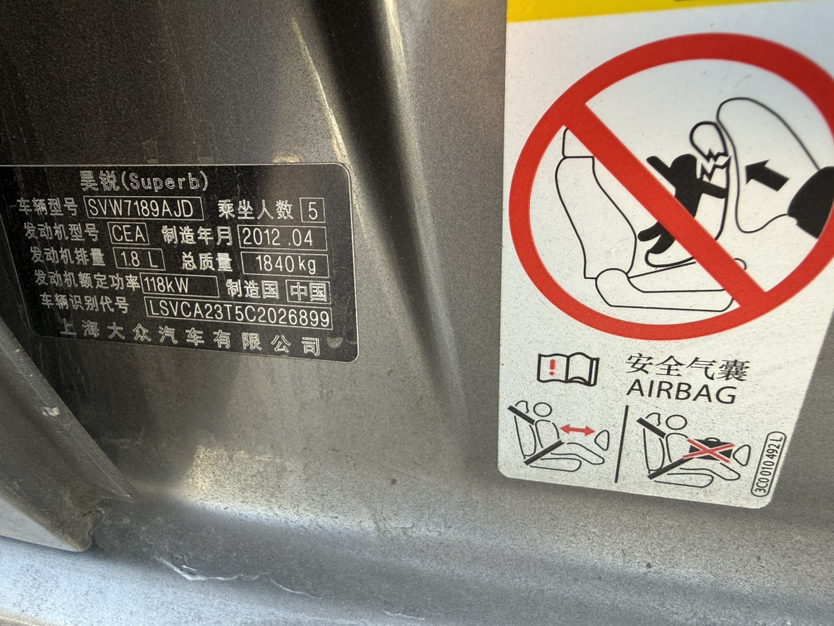 昊锐(Superb)
车辆型号 SVW7189AJD 乘坐人数 5
发动机型号 CEA 制造年月 2012.04
发动机排量 1.8 L 总质量 1840kg
发动机额定功率 118kW 制造国 中国
车辆识别代号 LSVCA23T5C2026899
上海大众汽车有限公司
安全气囊
AIRBAG
3C0 010 492 L